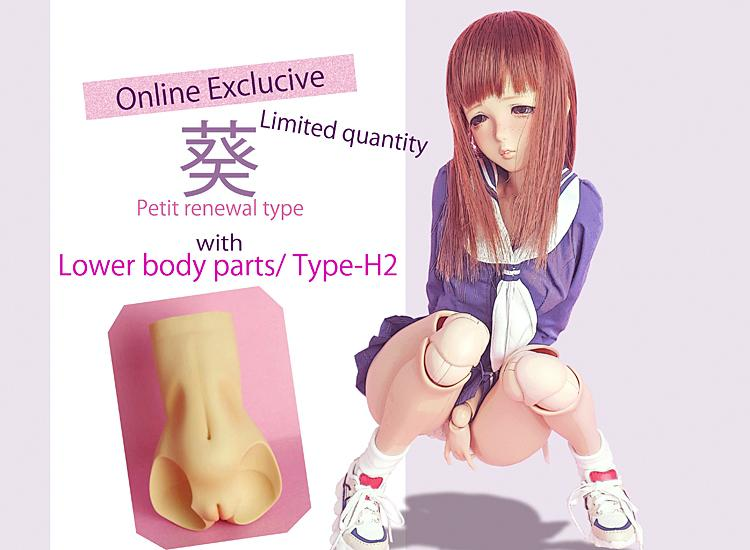 Online Exclucive
Limited quantity
葵
Petit renewal type
with
Lower body parts/ Type-H2